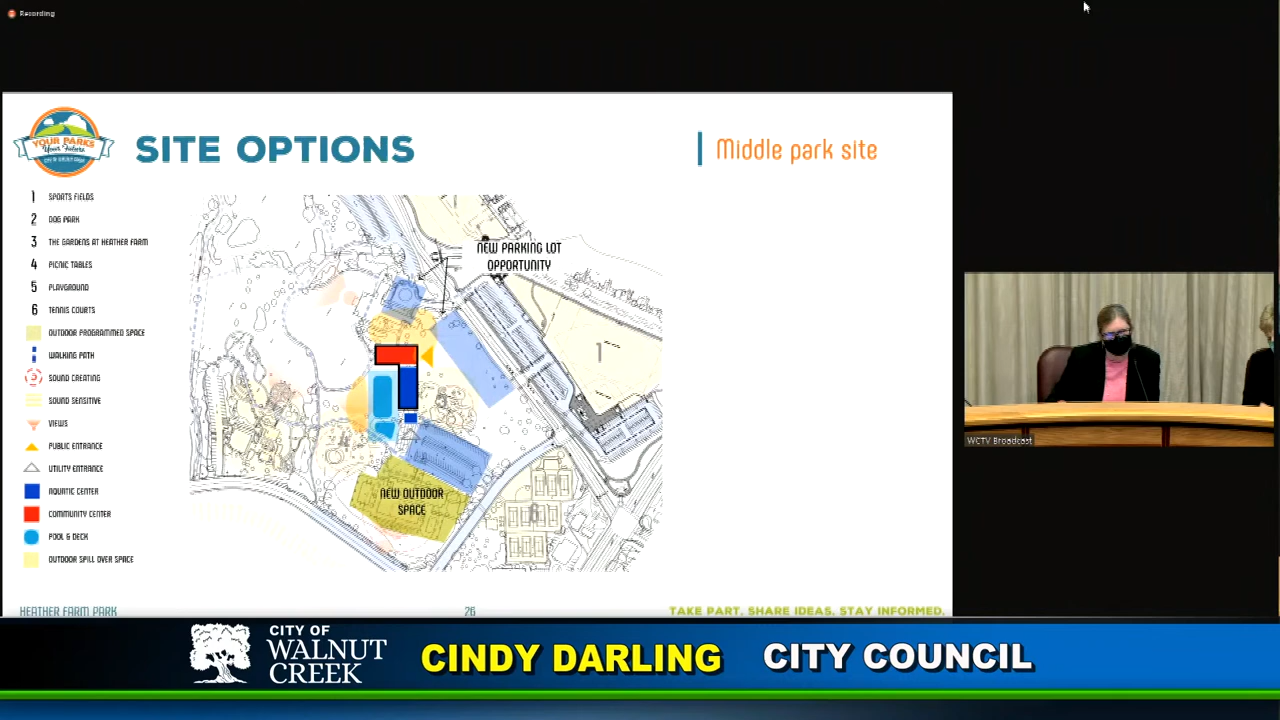 Recording
YOUR PARKS
Your Future
SITE OPTIONS
Middle park site
1 SPORTS FIELDS
2 DOG PARK
3 THE GARDENS AT HEATHER FARM
4 PICNIC TABLES
5 PLAYGROUND
6 TENNIS COURTS
OUTDOOR PROGRAMMED SPACE
WALKING PATH
SOUND CREATING
SOUND SENSITIVE
VIEWS
PUBLIC ENTRANCE
UTILITY ENTRANCE
AQUATIC CENTER
COMMUNITY CENTER
POOL & DECK
OUTDOOR SPILL OVER SPACE
NEW PARKING LOT
OPPORTUNITY
1
NEW OUTDOOR
SPACE
6
WCTV Broadcast
HEATHER FARM PARK
26
TAKE PART. SHARE IDEAS. STAY INFORMED.
CITY OF
WALNUT
CREEK
CINDY DARLING CITY COUNCIL